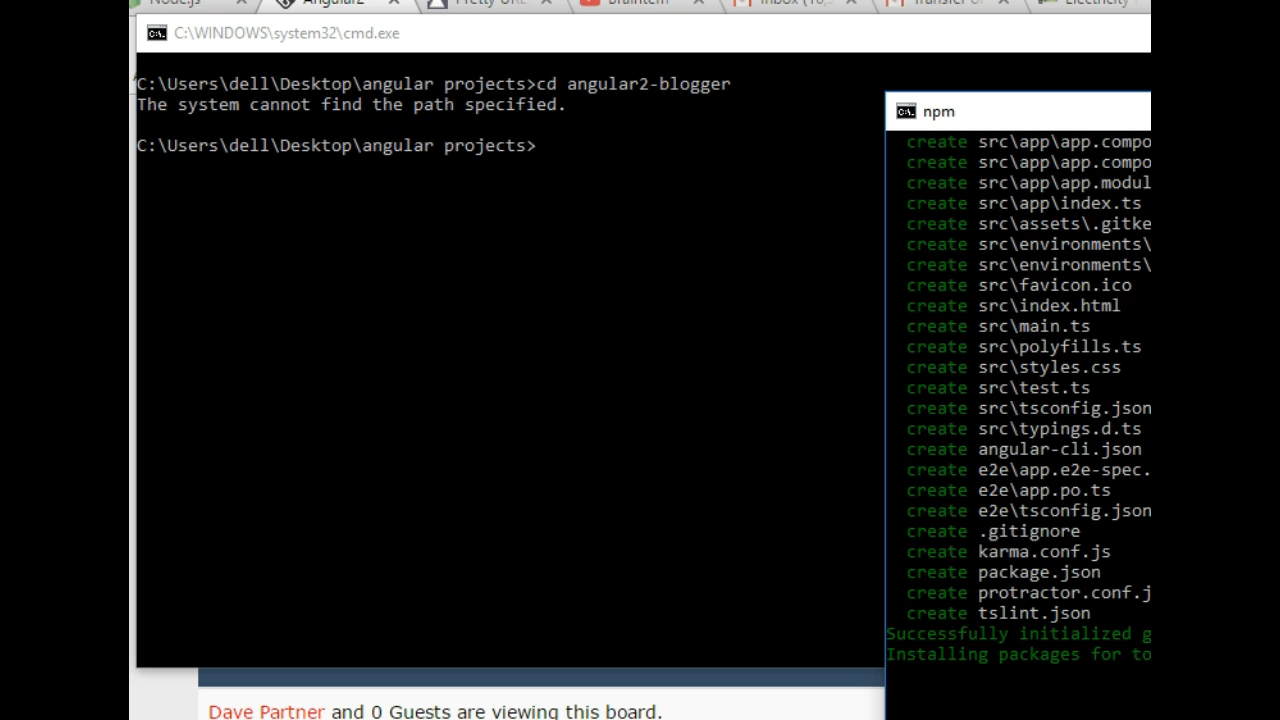 Node.js
Angular2
Pretty URL
Inbox (16,
Transfer of
Electricity
C:\WINDOWS\system32\cmd.exe
C:\Users\dell\Desktop\angular projects>cd angular2-blogger
The system cannot find the path specified.
C:\Users\dell\Desktop\angular projects>
npm
create src\app\app.compo
create src\app\app.compo
create src\app\app.modul
create src\app\index.ts
create src\assets\.gitke
create src\environments\
create src\environments\
create src\favicon.ico
create src\index.html
create src\main.ts
create src\polyfills.ts
create src\styles.css
create src\test.ts
create src\tsconfig.json
create src\typings.d.ts
create angular-cli.json
create e2e\app.e2e-spec.
create e2e\app.po.ts
create e2e\tsconfig.json
create .gitignore
create karma.conf.js
create package.json
create protractor.conf.j
create tslint.json
Successfully initialized g
Installing packages for to
Dave Partner and 0 Guests are viewing this board.